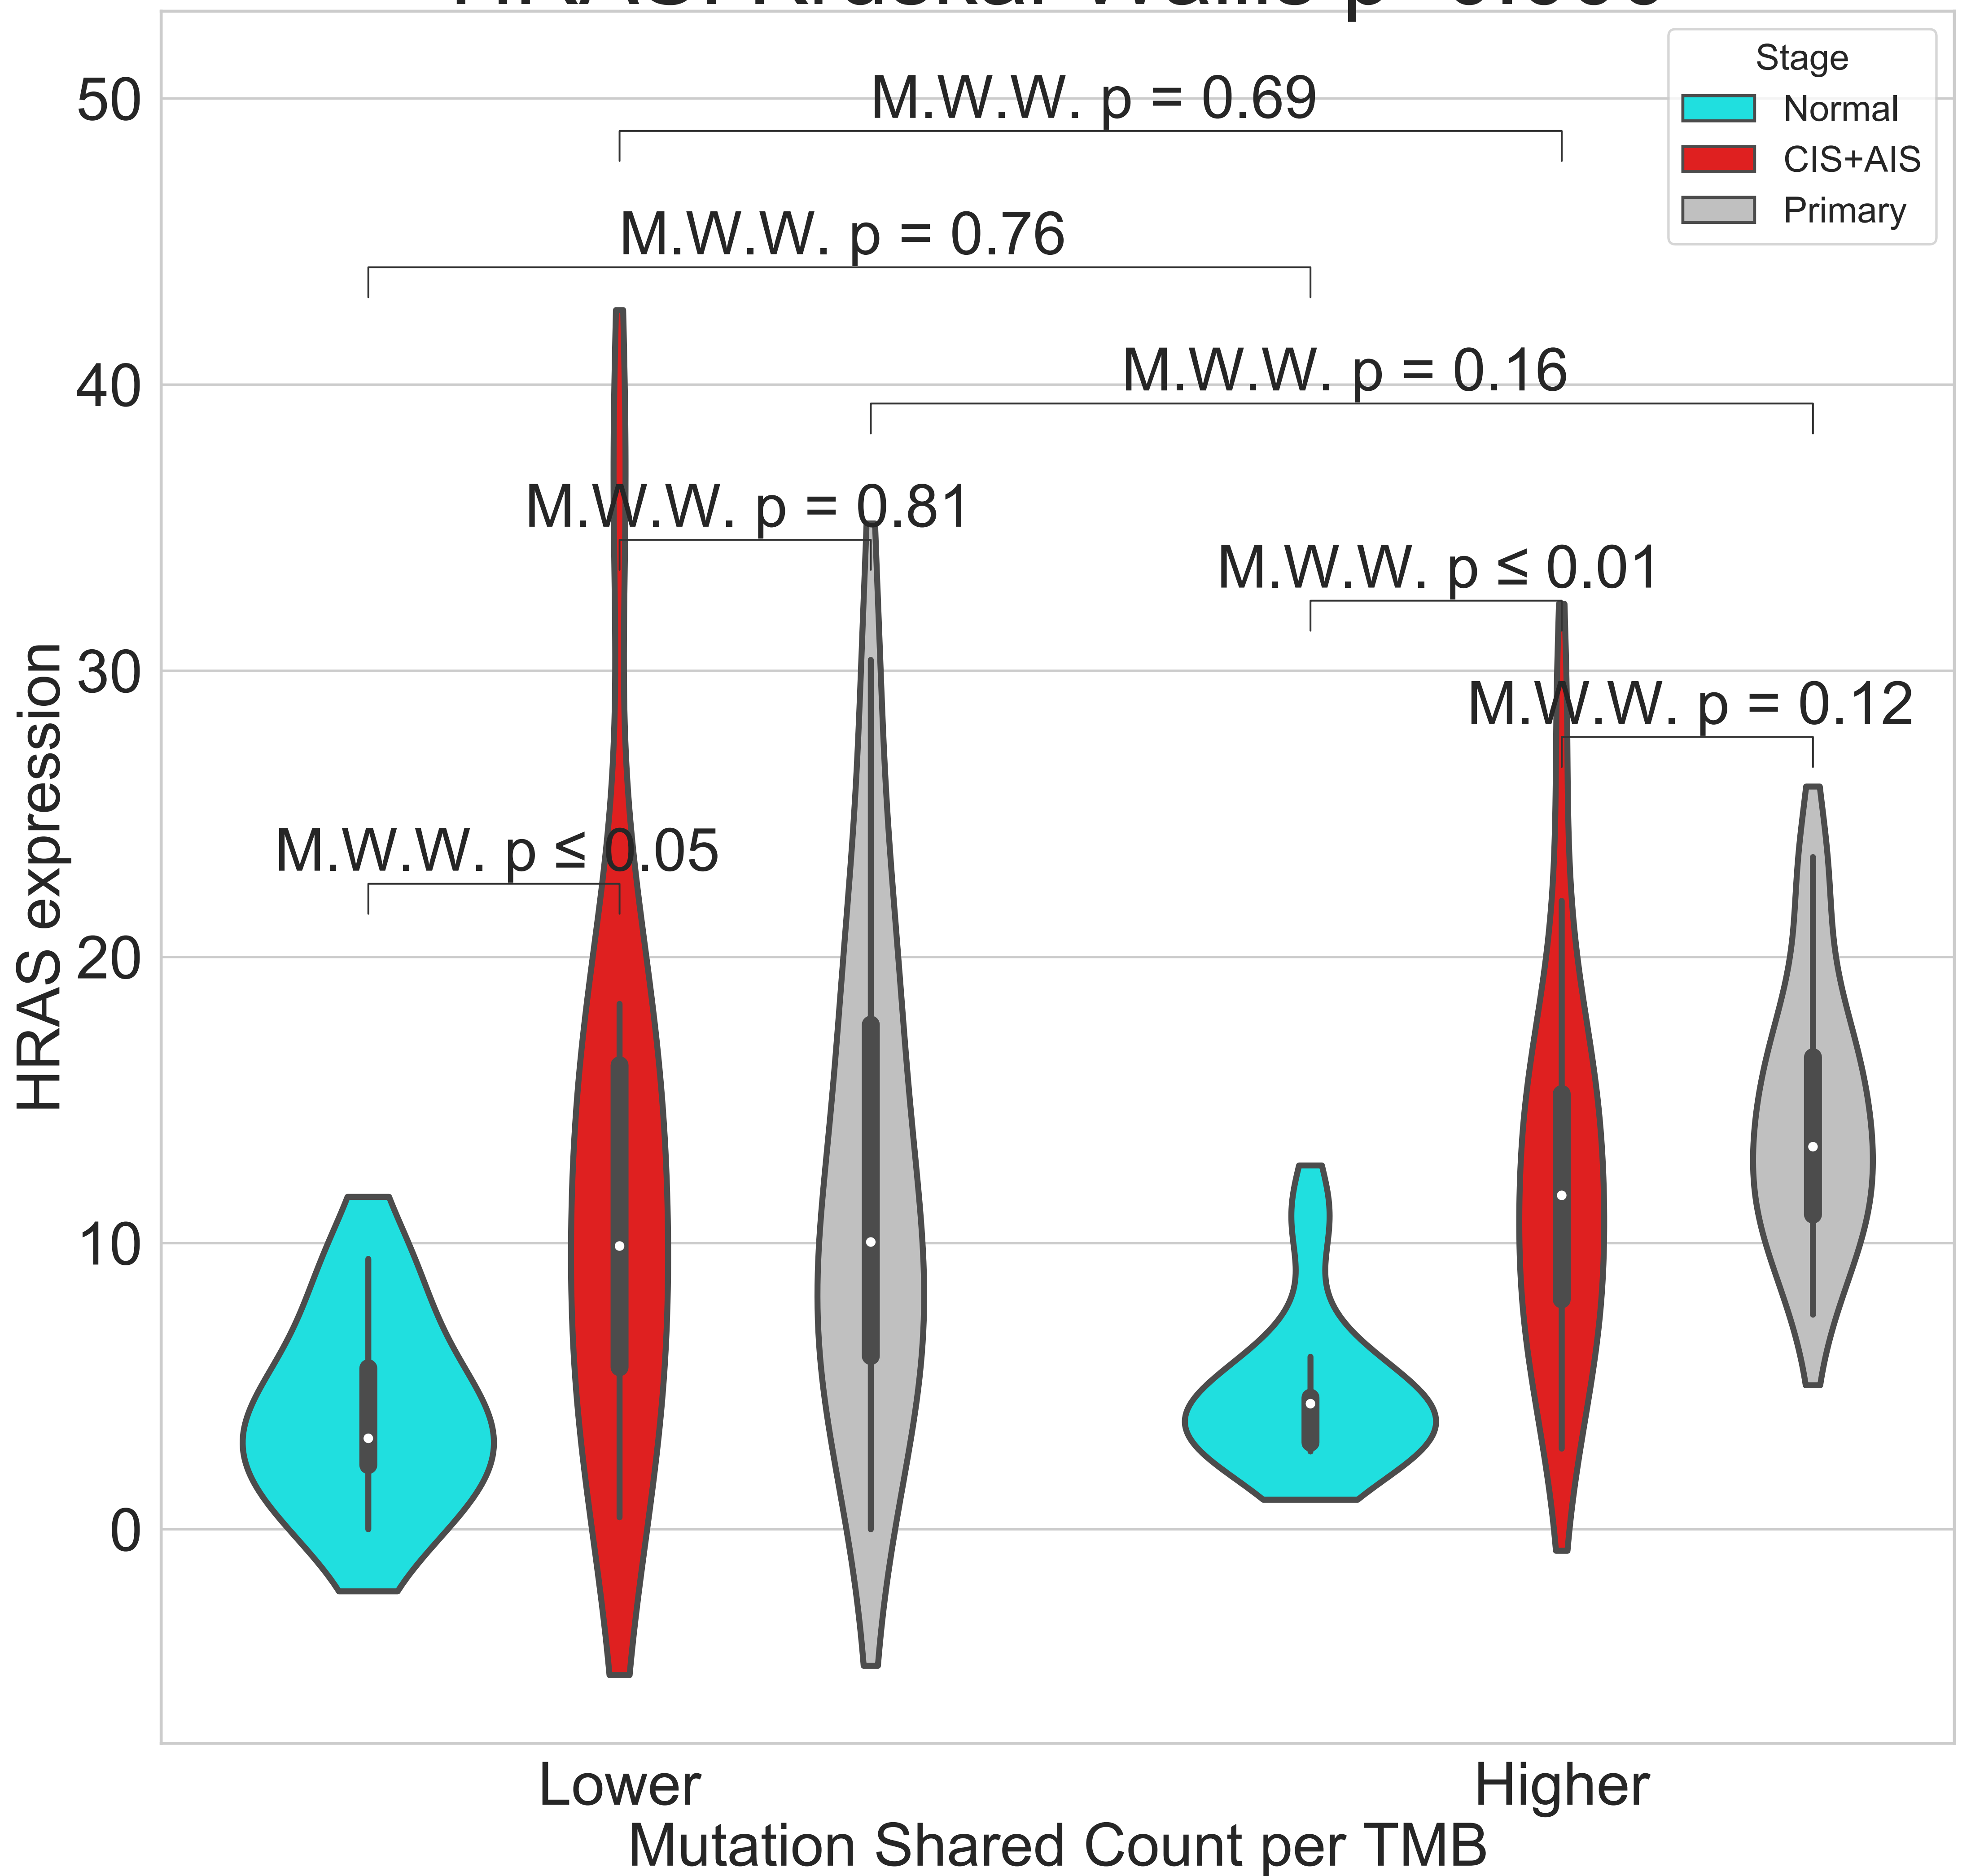 Stage
Normal
CIS+AIS
Primary
M.W.W. p = 0.69
M.W.W. p = 0.76
M.W.W. p = 0.16
M.W.W. p = 0.81
M.W.W. p ≤ 0.01
M.W.W. p = 0.12
M.W.W. p ≤ 0.05
HRAS expression
50
40
30
20
10
0
Lower
Higher
Mutation Shared Count per TMB